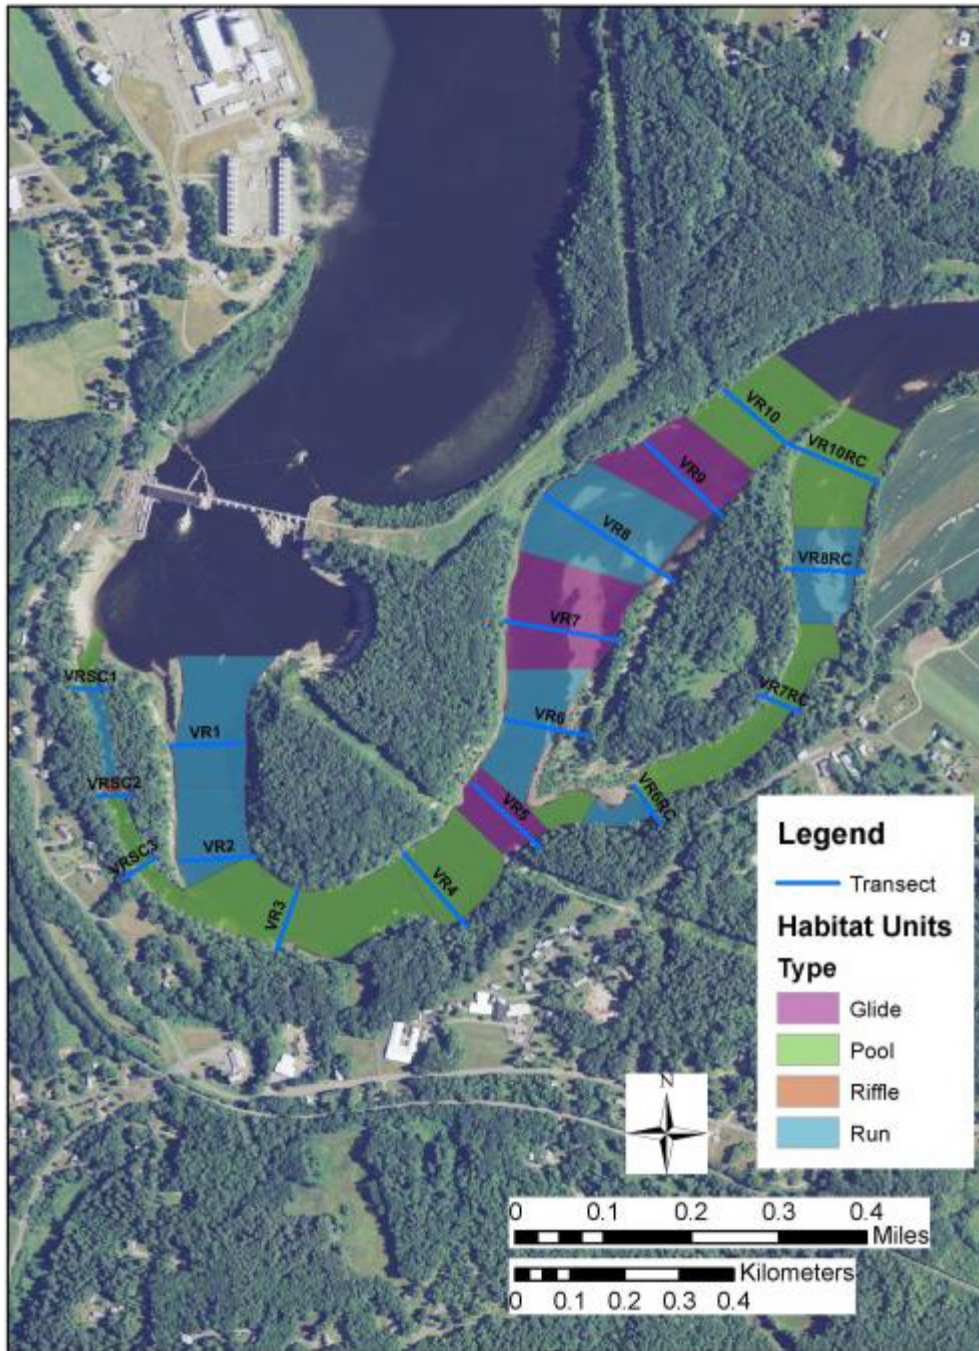 VR10
VR10RC
VR9
VR8
VR8RC
VR7
VRSC1
VR7RC
VR6
VR1
VRSC2
VR5
VR6RC
VR2
VRSC3
VR4
VR3
Legend
Transect
Habitat Units
Type
Glide
Pool
Riffle
Run
N
0 0.1 0.2 0.3 0.4
Miles
Kilometers
0 0.1 0.2 0.3 0.4